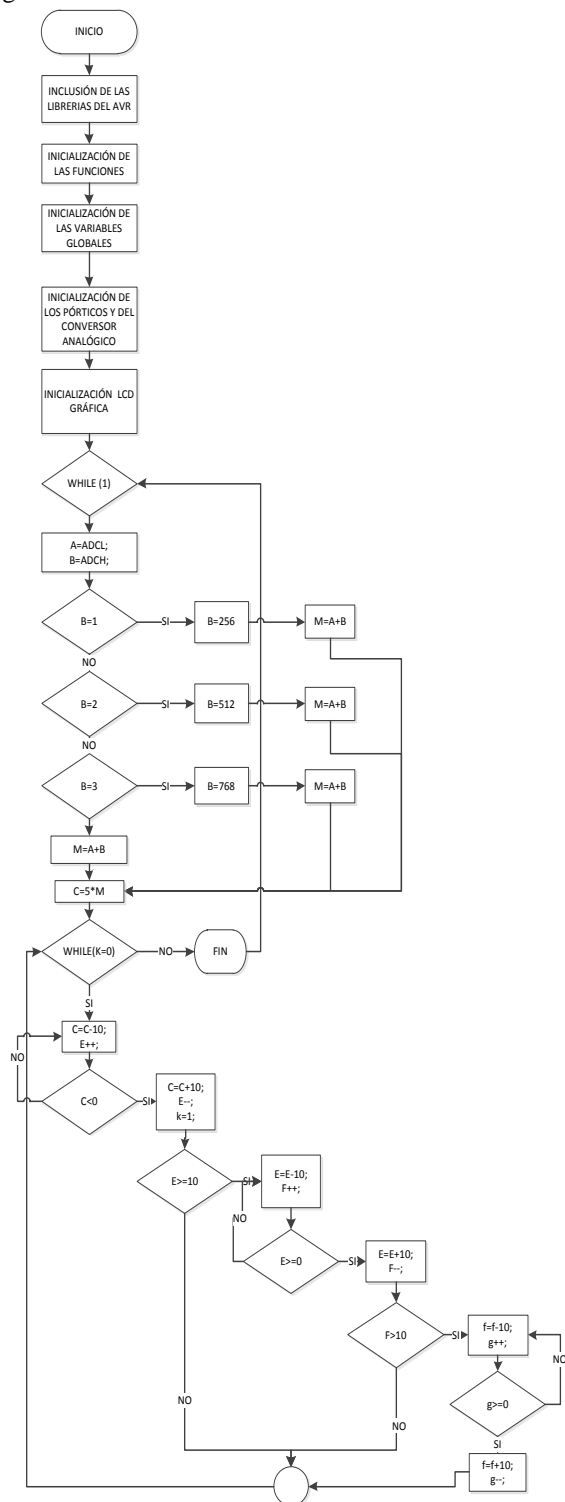 INICIO
INCLUSIÓN DE LAS
LIBRERIAS DEL AVR
INICIALIZACIÓN DE
LAS FUNCIONES
INICIALIZACIÓN DE
LAS VARIABLES
GLOBALES
INICIALIZACIÓN DE
LOS PÓRTICOS Y DEL
CONVERSOR
ANALÓGICO
INICIALIZACIÓN LCD
GRÁFICA
WHILE (1)
A=ADCL;
B=ADCH;
B=1
SI
B=256
M=A+B
NO
B=2
SI
B=512
M=A+B
NO
B=3
SI
B=768
M=A+B
M=A+B
C=5*M
WHILE(K=0)
NO
FIN
SI
C=C-10;
E++;
NO
C<0
SI
C=C+10;
E--;
k=1;
E>=10
SI
E=E-10;
F++;
NO
E>=0
SI
E=E+10;
F--;
F>10
SI
f=f-10;
g++;
NO
g>=0
NO
NO
SI
f=f+10;
g--;